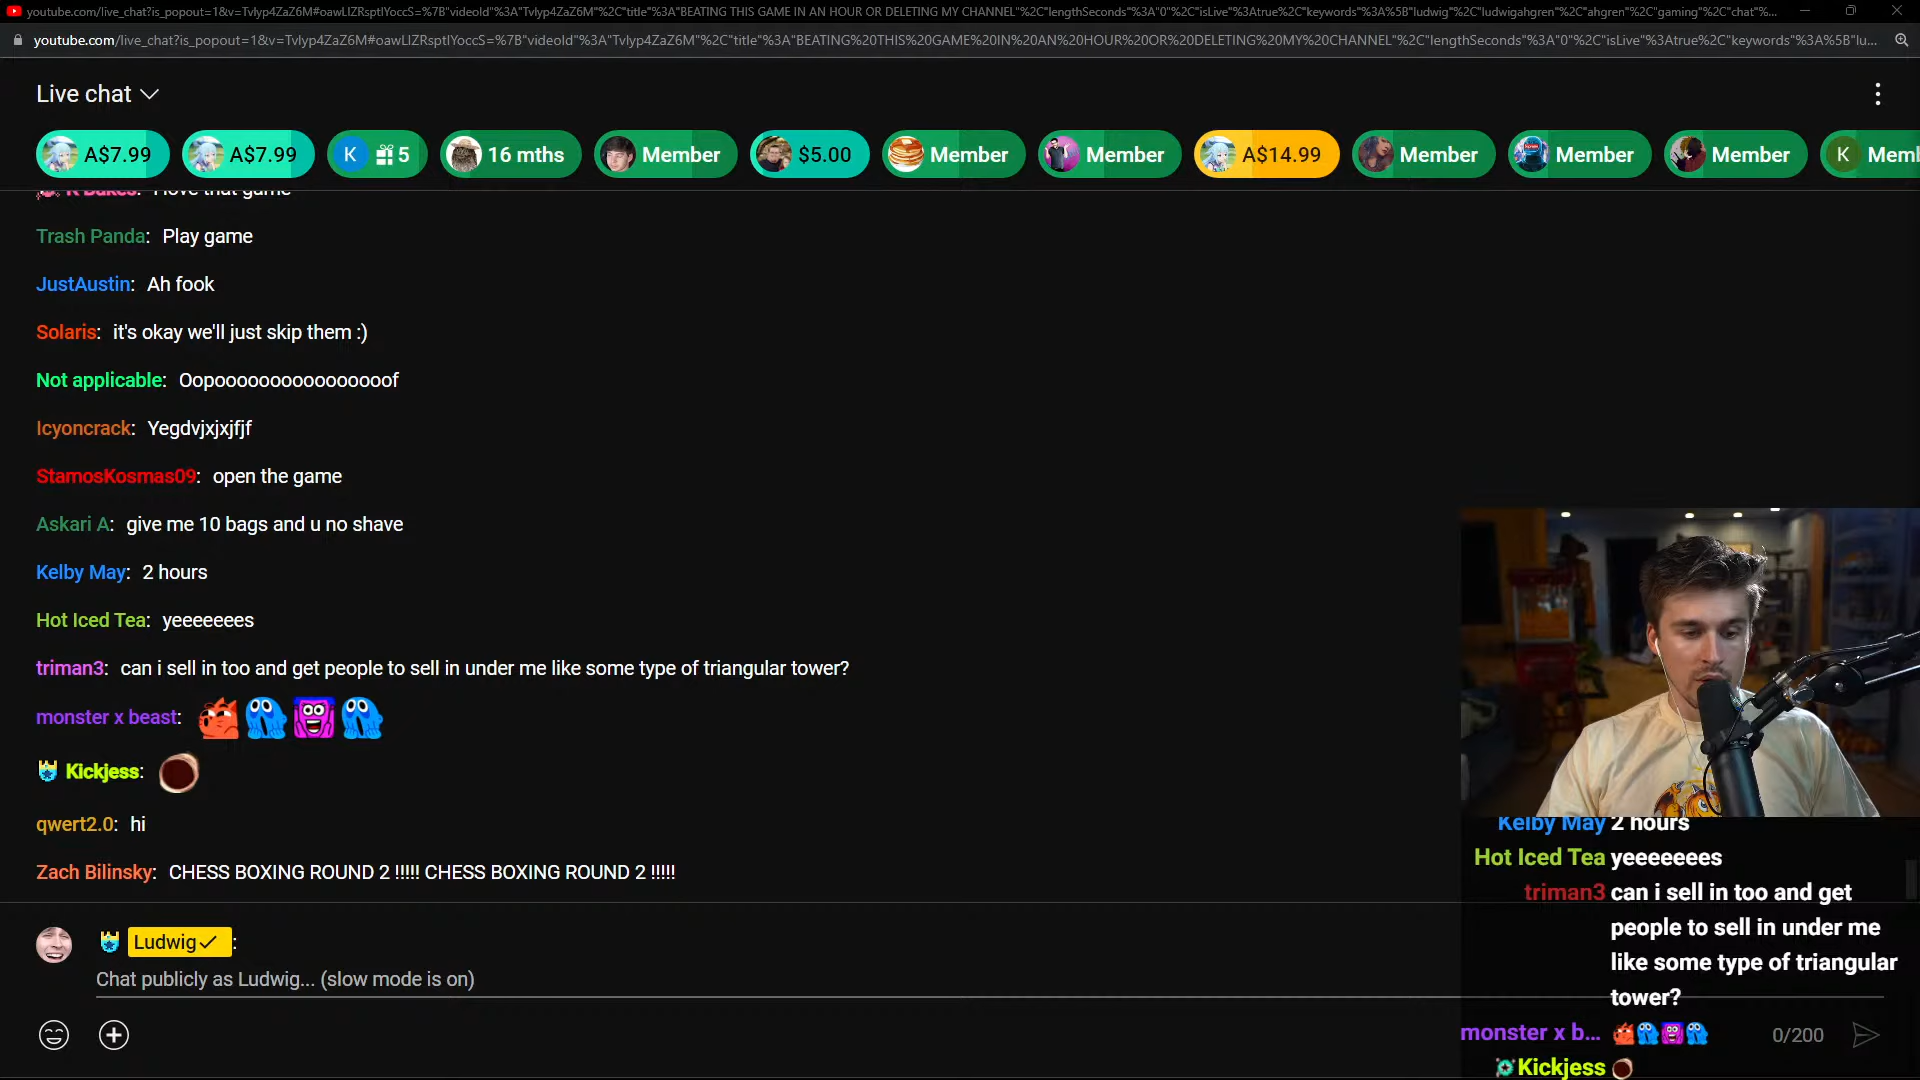 youtube.com/live_chat?is_popout=1&v=Tvlyp4ZaZ6M#oawLIZRsptIYoccS=%7B"videoId"%3A"Tvlyp4ZaZ6M"%2C"title"%3A"BEATING THIS GAME IN AN HOUR OR DELETING MY CHANNEL"%2C"lengthSeconds"%3A"0"%2C"isLive"%3Atrue%2C"keywords"%3A%5B"ludwig"%2C"ludwigahgren"%2C"ahgren"%2C"gaming"%2C"chat"%...
youtube.com/live_chat?is_popout=1&v=Tvlyp4ZaZ6M#oawLIZRsptIYoccS=%7B"videoId"%3A"Tvlyp4ZaZ6M"%2C"title"%3A"BEATING%20THIS%20GAME%20IN%20AN%20HOUR%20OR%20DELETING%20MY%20CHANNEL"%2C"lengthSeconds"%3A"0"%2C"isLive"%3Atrue%2C"keywords"%3A%5B"lu...
Live chat
A$7.99 A$7.99 K 5 16 mths Member $5.00 Member Member A$14.99 Member Member Member K Mem
K Bakes: I love that game
Trash Panda: Play game
JustAustin: Ah fook
Solaris: it's okay we'll just skip them :)
Not applicable: Oopooooooooooooooof
Icyoncrack: Yegdvjxjxjfjf
StamosKosmas09: open the game
Askari A: give me 10 bags and u no shave
Kelby May: 2 hours
Hot Iced Tea: yeeeeeees
triman3: can i sell in too and get people to sell in under me like some type of triangular tower?
monster x beast:
Kickjess:
qwert2.0: hi
Zach Bilinsky: CHESS BOXING ROUND 2 !!!!! CHESS BOXING ROUND 2 !!!!!
Ludwig:
Chat publicly as Ludwig... (slow mode is on)
0/200
Kelby May 2 hours
Hot Iced Tea yeeeeeees
triman3 can i sell in too and get
people to sell in under me
like some type of triangular
tower?
monster x b...
Kickjess